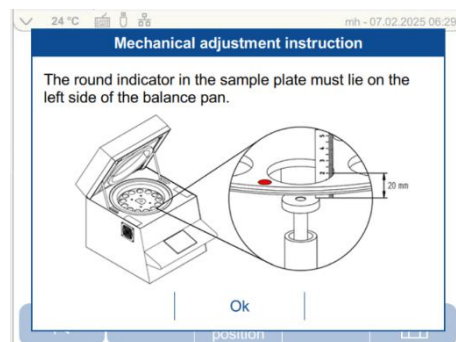 24 °C
mh - 07.02.2025 06:29
Mechanical adjustment instruction
The round indicator in the sample plate must lie on the
left side of the balance pan.
20 mm
Ok
position